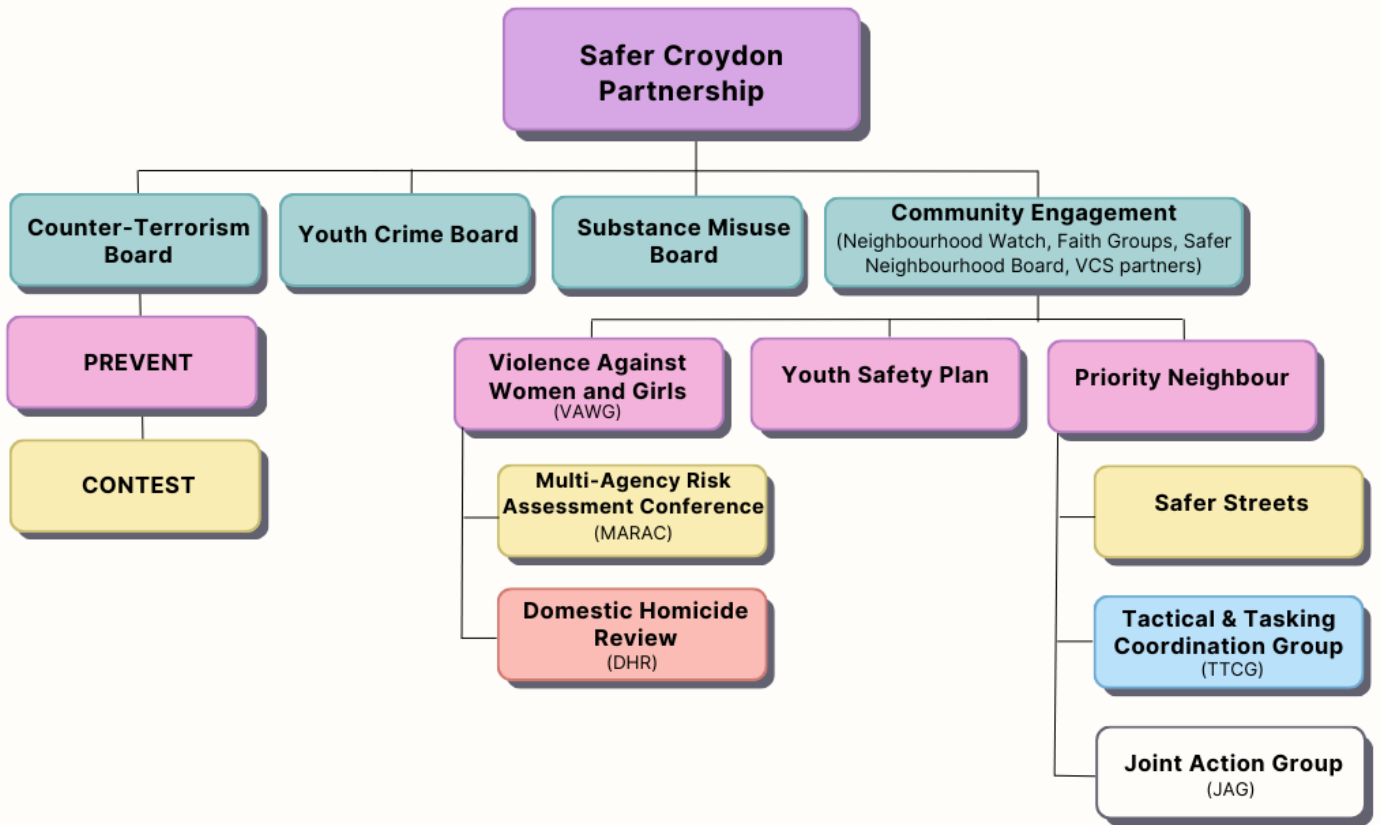 Safer Croydon
Partnership
Counter-Terrorism
Board
Youth Crime Board
Substance Misuse
Board
Community Engagement
(Neighbourhood Watch, Faith Groups, Safer
Neighbourhood Board, VCS partners)
PREVENT
CONTEST
Violence Against
Women and Girls
(VAWG)
Youth Safety Plan
Priority Neighbour
Multi-Agency Risk
Assessment Conference
(MARAC)
Domestic Homicide
Review
(DHR)
Safer Streets
Tactical & Tasking
Coordination Group
(TTCG)
Joint Action Group
(JAG)